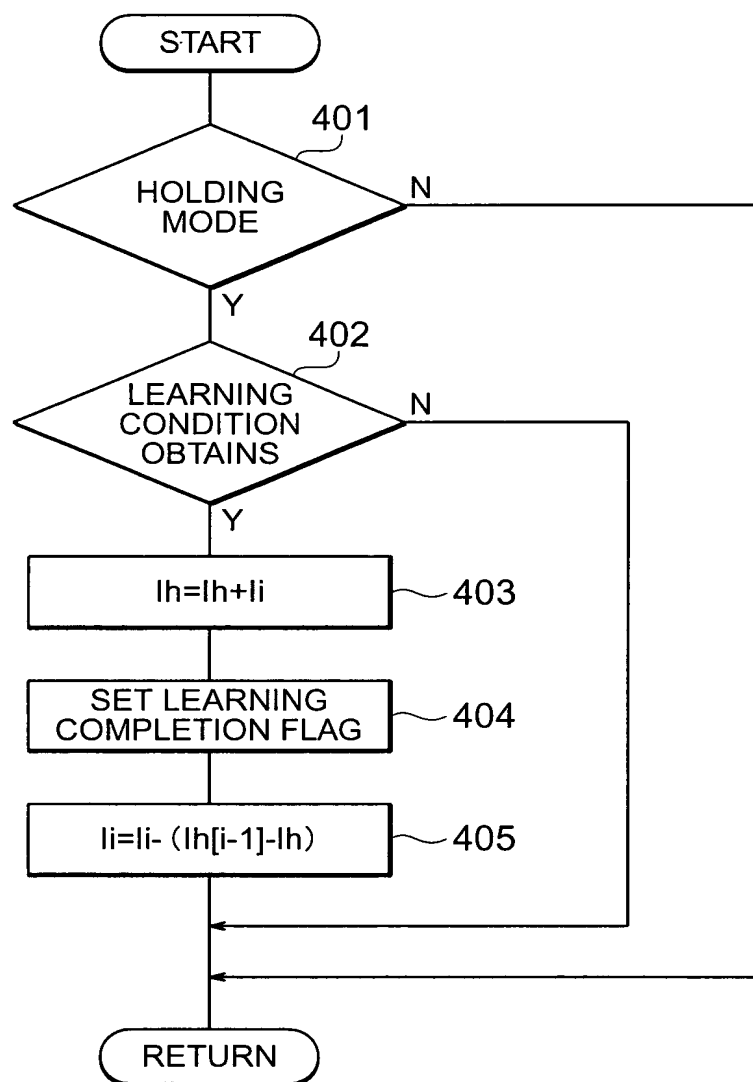 START
401
HOLDING
MODE
N
Y
402
LEARNING
CONDITION
OBTAINS
N
Y
Ih=Ih+Ii
403
SET LEARNING
COMPLETION FLAG
404
Ii=Ii-（Ih[i-1]-Ih）
405
RETURN